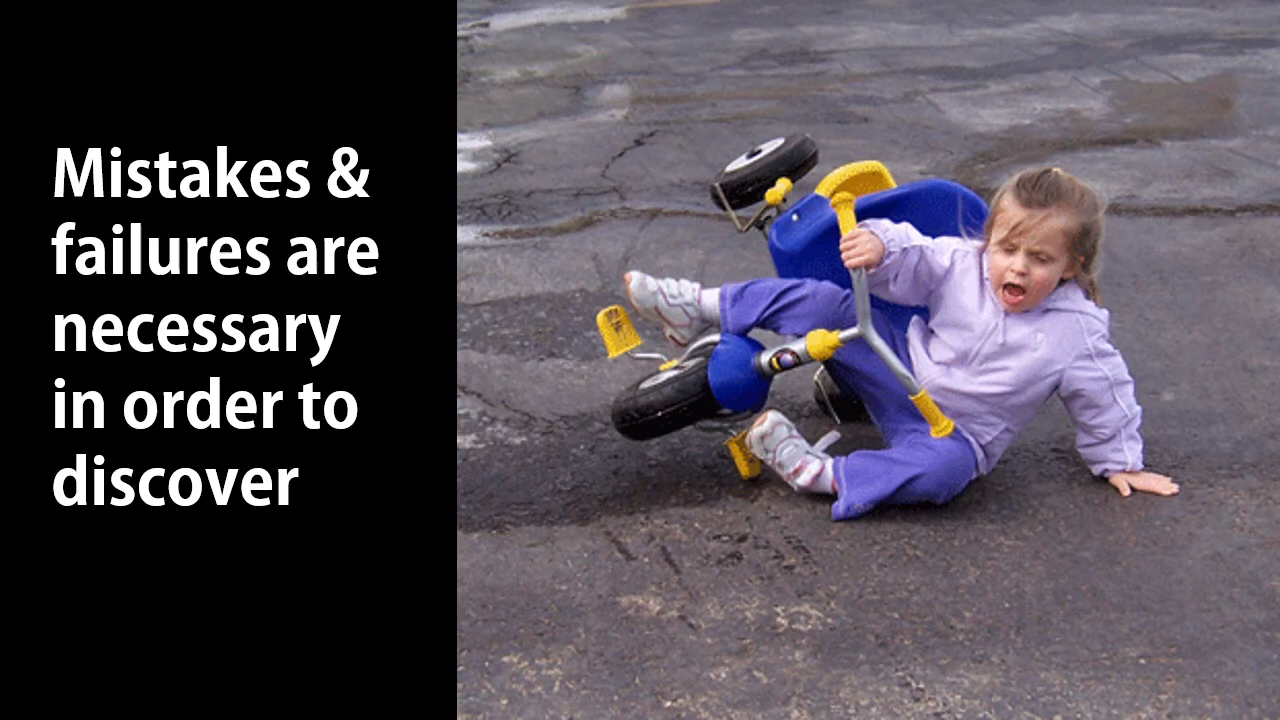 Mistakes &
failures are
necessary
in order to
discover